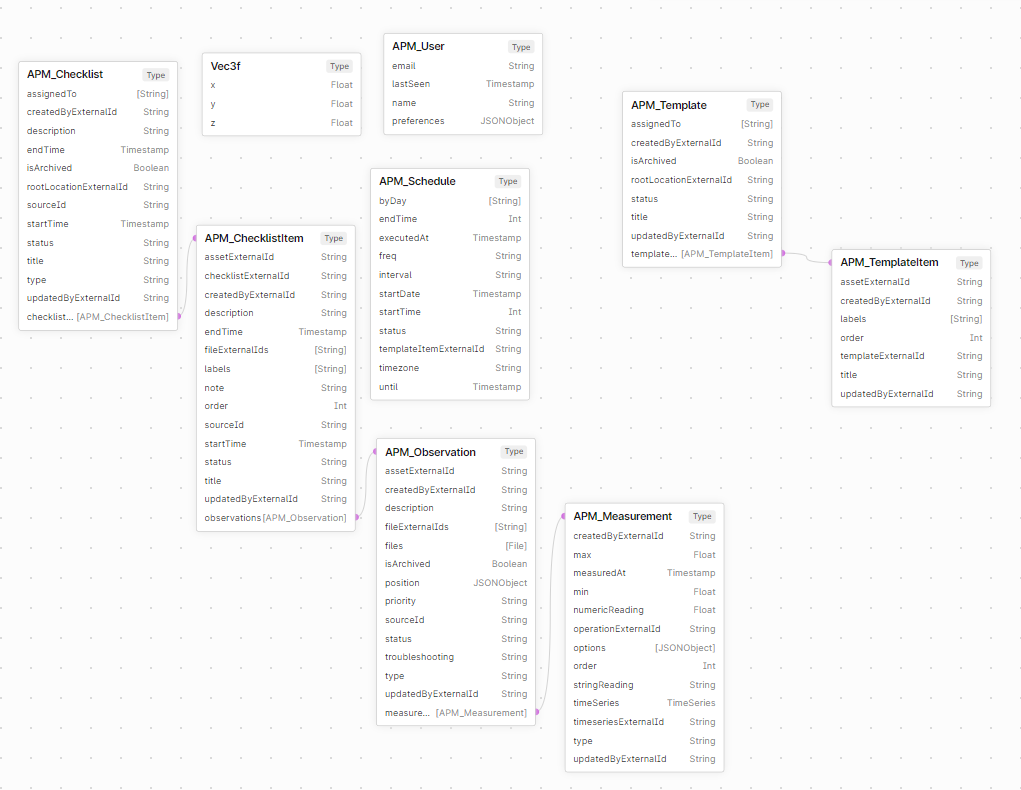 APM_Checklist Type
assignedTo [String]
createdByExternalId String
description String
endTime Timestamp
isArchived Boolean
rootLocationExternalId String
sourceId String
startTime Timestamp
status String
title String
type String
updatedByExternalId String
checklist... [APM_ChecklistItem]
Vec3f Type
x Float
y Float
z Float
APM_User Type
email String
lastSeen Timestamp
name String
preferences JSONObject
APM_ChecklistItem Type
assetExternalId String
checklistExternalId String
createdByExternalId String
description String
endTime Timestamp
fileExternalIds [String]
labels [String]
note String
order Int
sourceId String
startTime Timestamp
status String
title String
updatedByExternalId String
observations [APM_Observation]
APM_Schedule Type
byDay [String]
endTime Int
executedAt Timestamp
freq String
interval String
startDate Timestamp
startTime Int
status String
templateItemExternalId String
timezone String
until Timestamp
APM_Observation Type
assetExternalId String
createdByExternalId String
description String
fileExternalIds [String]
files [File]
isArchived Boolean
position JSONObject
priority String
sourceId String
status String
troubleshooting String
type String
updatedByExternalId String
measure... [APM_Measurement]
APM_Measurement Type
createdByExternalId String
max Float
measuredAt Timestamp
min Float
numericReading Float
operationExternalId String
options [JSONObject]
order Int
stringReading String
timeSeries TimeSeries
timeseriesExternalId String
type String
updatedByExternalId String
APM_Template Type
assignedTo [String]
createdByExternalId String
isArchived Boolean
rootLocationExternalId String
status String
title String
updatedByExternalId String
template... [APM_TemplateItem]
APM_TemplateItem Type
assetExternalId String
createdByExternalId String
labels [String]
order Int
templateExternalId String
title String
updatedByExternalId String